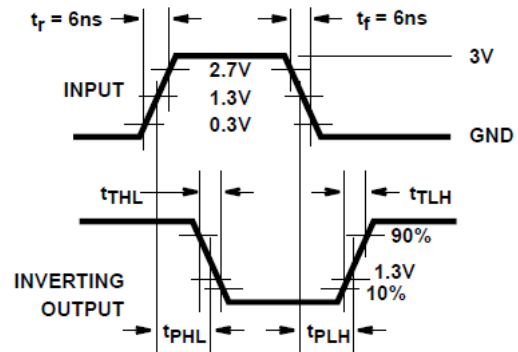 tr = 6ns
tf = 6ns
3V
INPUT
2.7V
1.3V
0.3V
GND
tTHL
tTLH
90%
INVERTING
OUTPUT
1.3V
10%
tPHL
tPLH